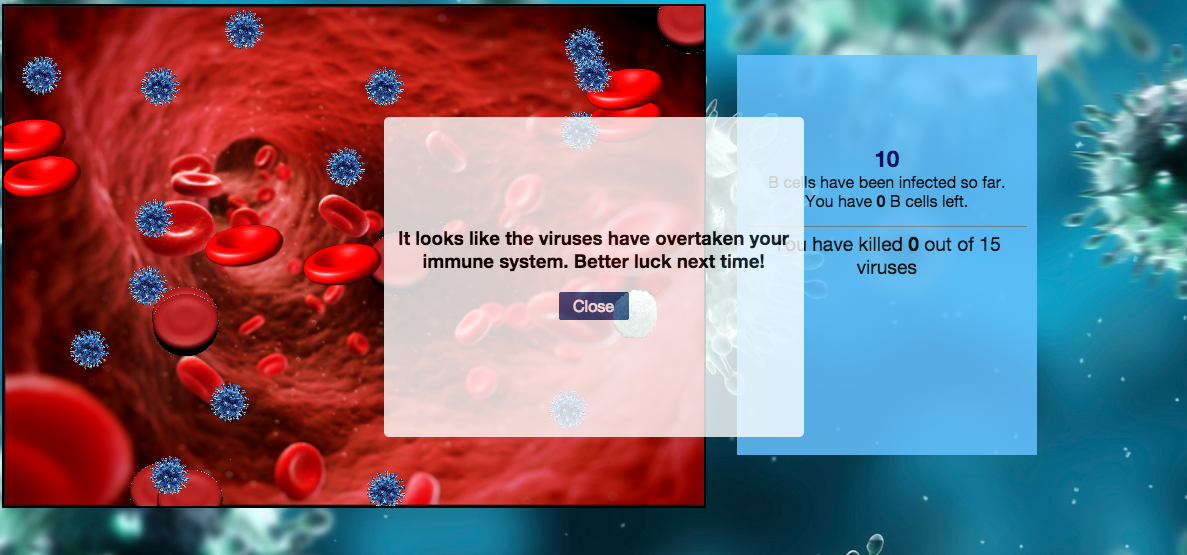 It looks like the viruses have overtaken your
immune system. Better luck next time!
Close
10
B cells have been infected so far.
You have 0 B cells left.
You have killed 0 out of 15
viruses